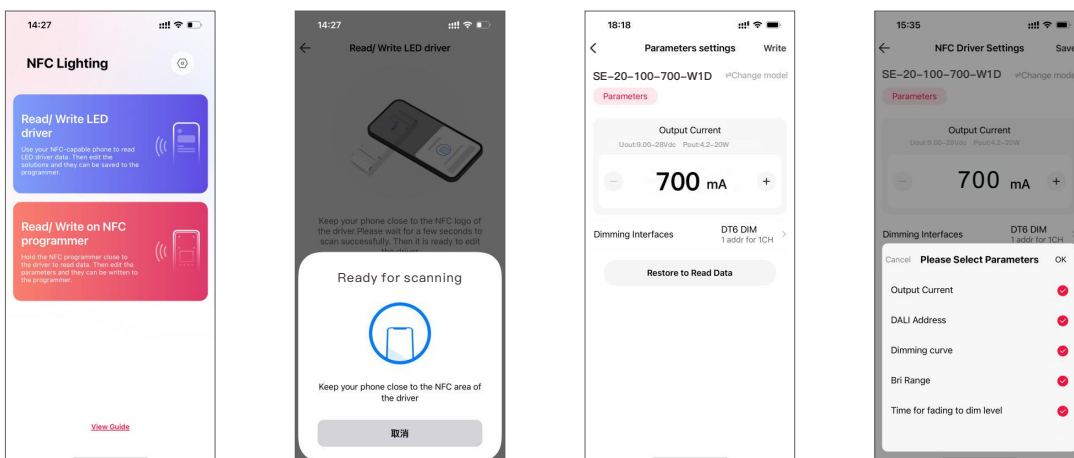 14:27
NFC Lighting
Read/ Write LED
driver
Use your NFC-capable phone to read
LED driver data. Then edit the
solutions and they can be saved to the
programmer.
Read/ Write on NFC
programmer
Hold the NFC programmer close to
the driver to read data. Then edit the
parameters and they can be written to
the programmer.
View Guide
14:27
Read/ Write LED driver
Keep your phone close to the NFC logo of
the driver.Please wait for a few seconds to
scan successfully. Then it is ready to edit
the driver
Ready for scanning
Keep your phone close to the NFC area of
the driver
取消
18:18
Parameters settings Write
SE-20-100-700-W1D ⇌Change model
Parameters
Output Current
Uout:9.00-28Vdc Pout:4.2-20W
700 mA
Dimming Interfaces DT6 DIM
1 addr for 1CH
Restore to Read Data
15:35
NFC Driver Settings Save
SE-20-100-700-W1D ⇌Change mode
Parameters
Output Current
Uout:9.00-28Vdc Pout:4.2-20W
700 mA
Dimming Interfaces DT6 DIM
1 addr for 1CH
Cancel Please Select Parameters OK
Output Current
DALI Address
Dimming curve
Bri Range
Time for fading to dim level